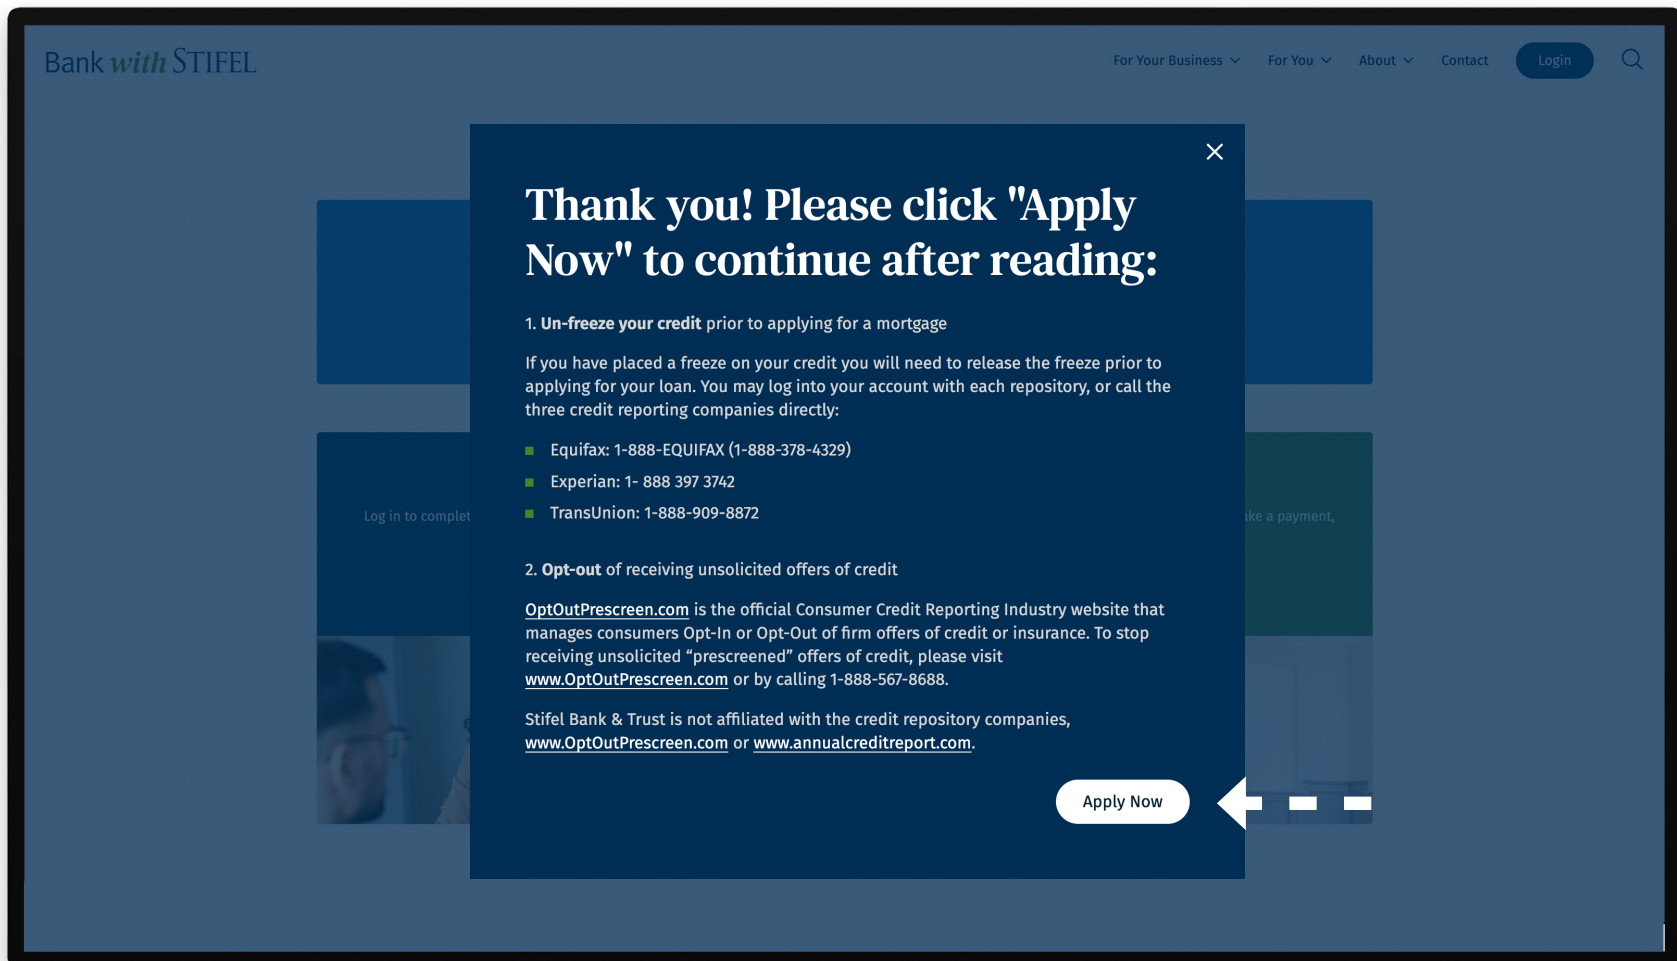 Bank with STIFEL
For Your Business
For You
About
Contact
Login
Thank you! Please click "Apply
Now" to continue after reading:
1. Un-freeze your credit prior to applying for a mortgage
If you have placed a freeze on your credit you will need to release the freeze prior to
applying for your loan. You may log into your account with each repository, or call the
three credit reporting companies directly:
Equifax: 1-888-EQUIFAX (1-888-378-4329)
Experian: 1- 888 397 3742
TransUnion: 1-888-909-8872
Log in to complet
ke a payment,
2. Opt-out of receiving unsolicited offers of credit
OptOutPrescreen.com is the official Consumer Credit Reporting Industry website that
manages consumers Opt-In or Opt-Out of firm offers of credit or insurance. To stop
receiving unsolicited “prescreened” offers of credit, please visit
www.OptOutPrescreen.com or by calling 1-888-567-8688.
Stifel Bank & Trust is not affiliated with the credit repository companies,
www.OptOutPrescreen.com or www.annualcreditreport.com.
Apply Now